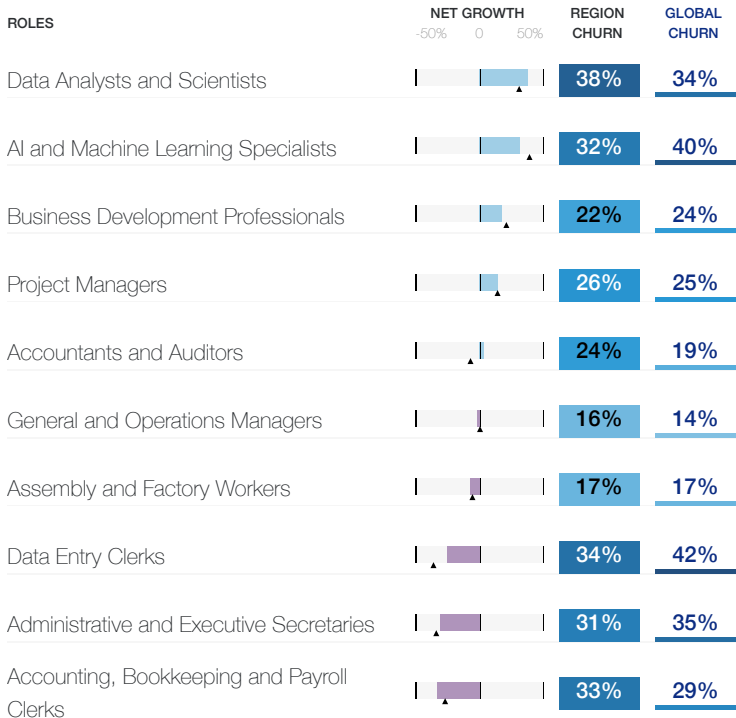 ROLES NET GROWTH REGION CHURN GLOBAL CHURN
-50% 0 50%
Data Analysts and Scientists 38% 34%
AI and Machine Learning Specialists 32% 40%
Business Development Professionals 22% 24%
Project Managers 26% 25%
Accountants and Auditors 24% 19%
General and Operations Managers 16% 14%
Assembly and Factory Workers 17% 17%
Data Entry Clerks 34% 42%
Administrative and Executive Secretaries 31% 35%
Accounting, Bookkeeping and Payroll
Clerks 33% 29%